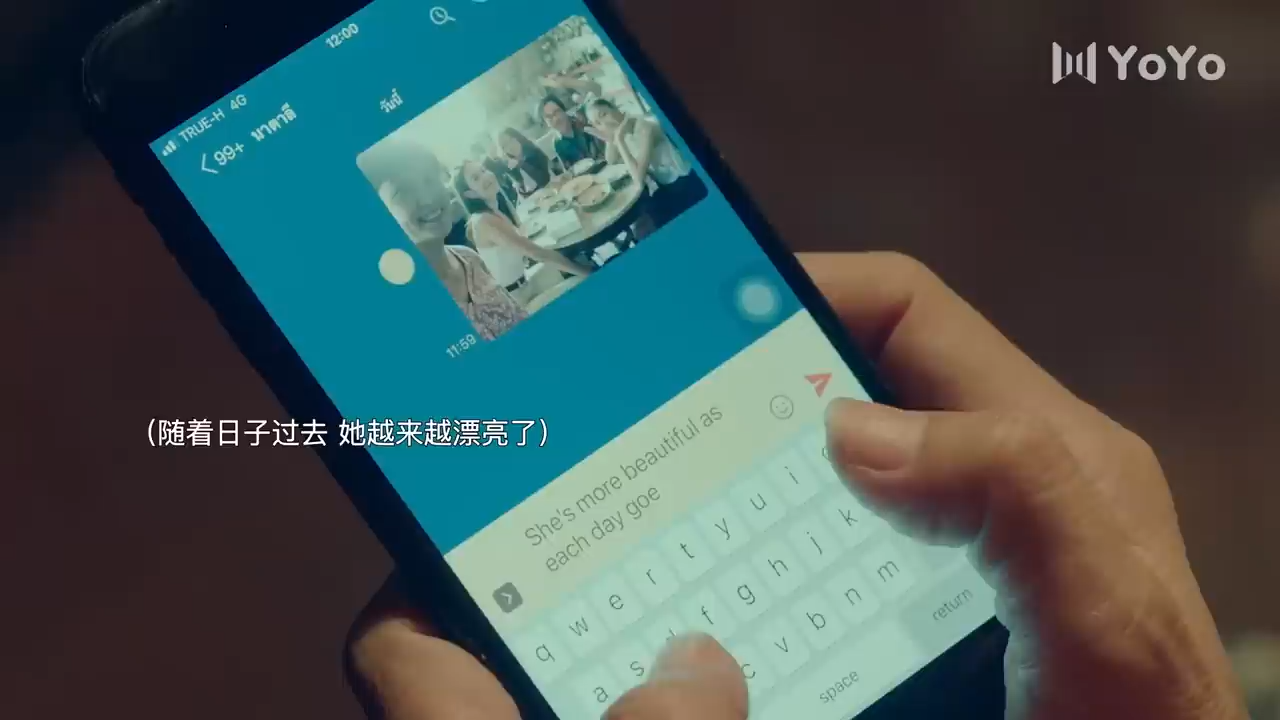 12:00
TRUE-H 4G
99+ มาตาลี
วันนี้
YoYo
11:59
(随着日子过去 她越来越漂亮了)
She's more beautiful as
each day goe
q w e r t y u i
a s d f g h j k
c v b n m
space return